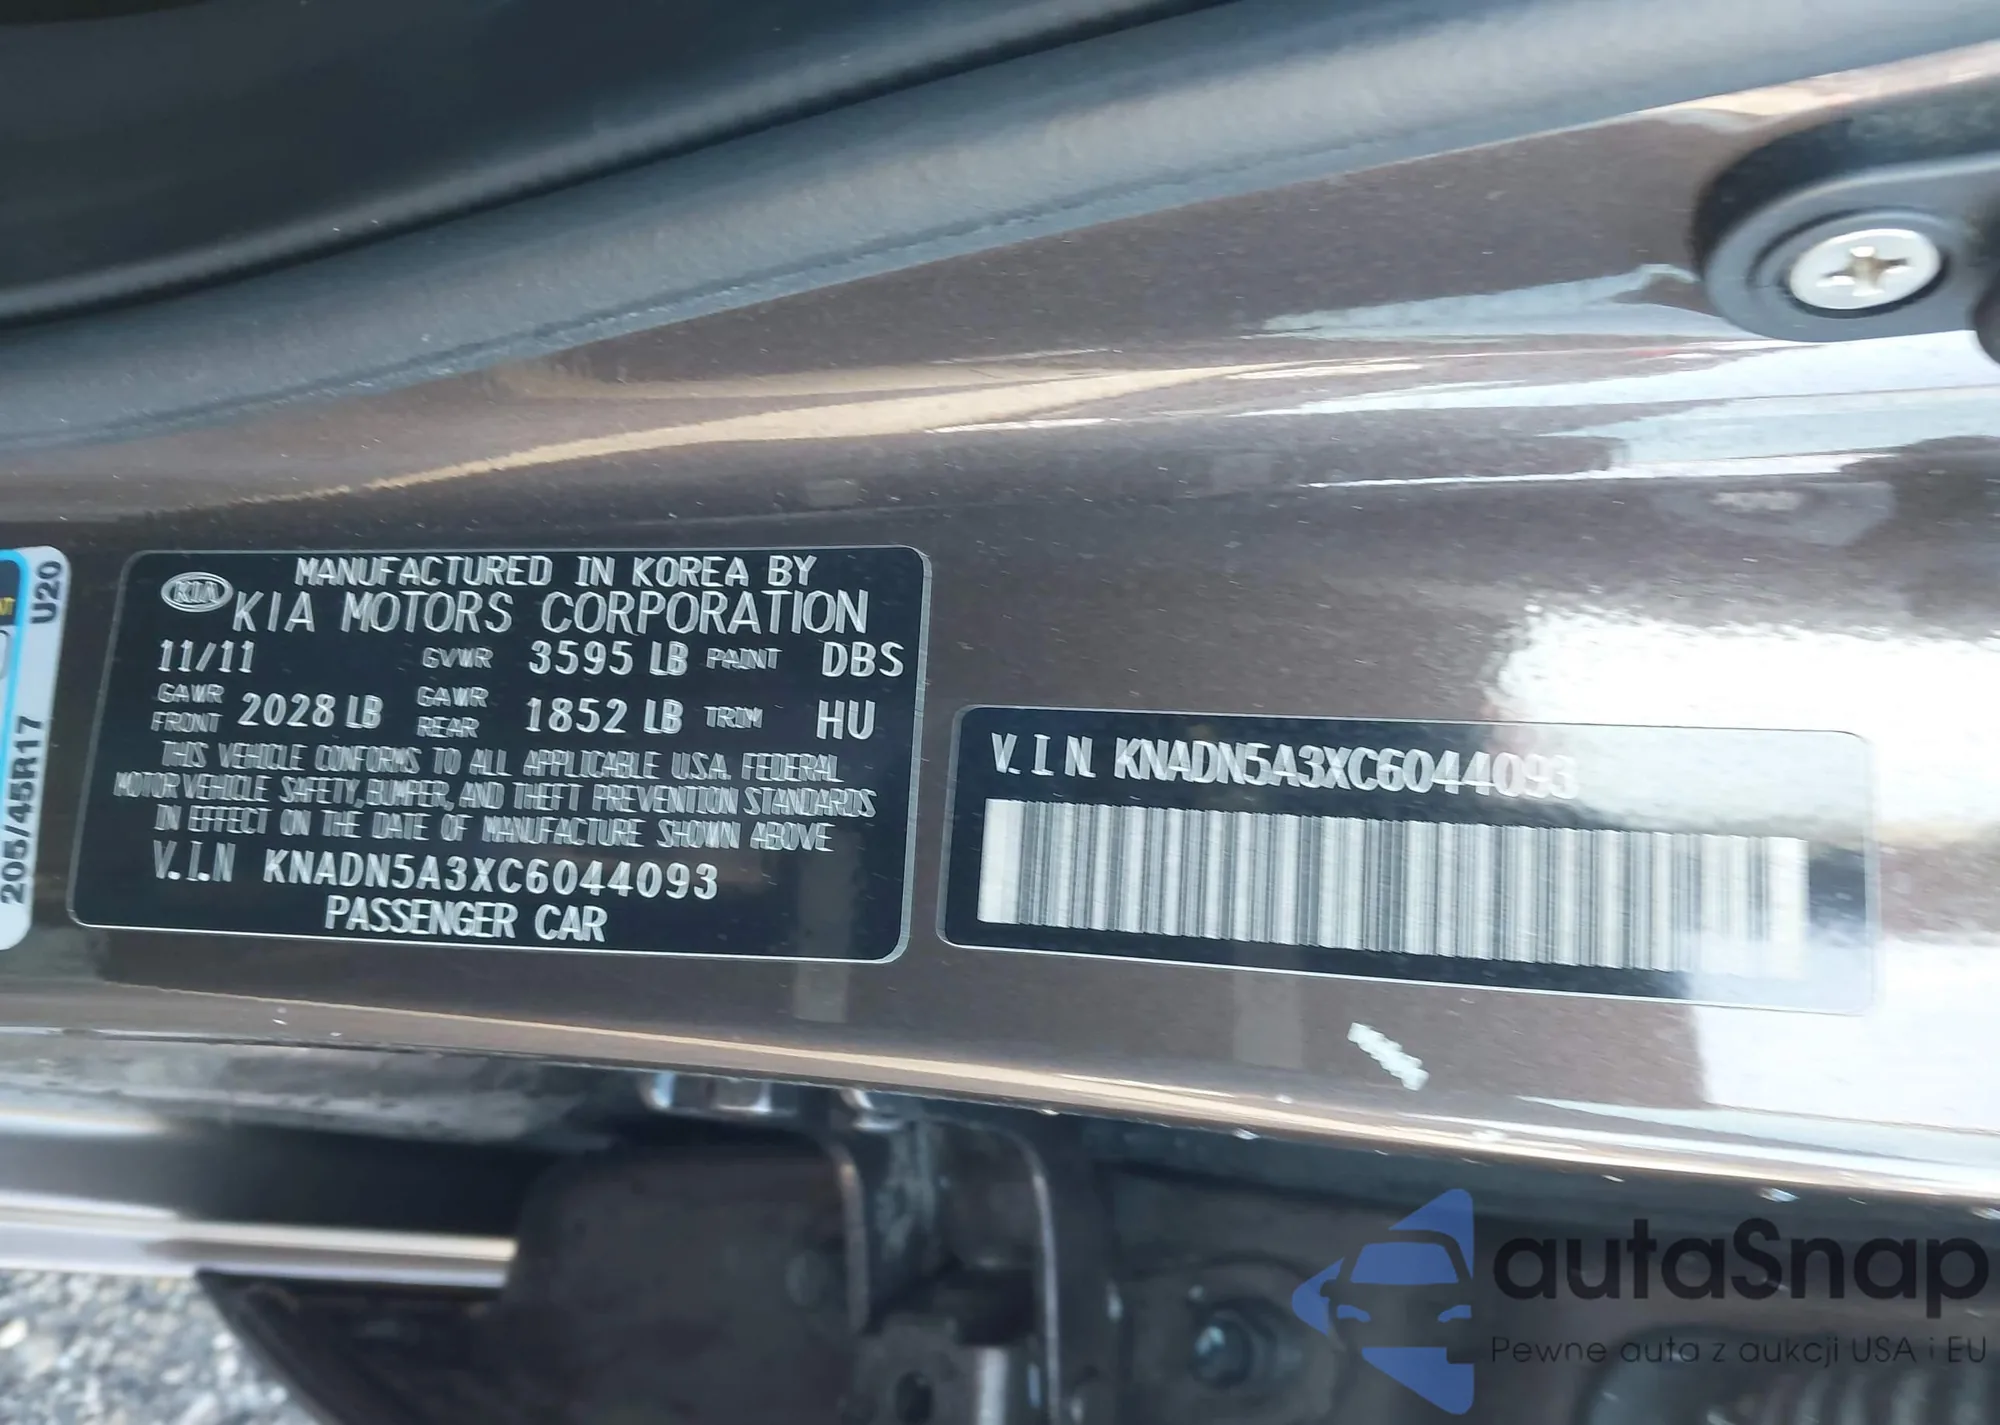 U20
205/45R17
MANUFACTURED IN KOREA BY
KIA KIA MOTORS CORPORATION
11/11 GVWR 3595 LB PAINT DBS
GAWR FRONT 2028 LB GAWR REAR 1852 LB TRIM HU
THIS VEHICLE CONFORMS TO ALL APPLICABLE U.S.A. FEDERAL
MOTOR VEHICLE SAFETY, BUMPER, AND THEFT PREVENTION STANDARDS
IN EFFECT ON THE DATE OF MANUFACTURE SHOWN ABOVE
V.I.N KNADN5A3XC6044093
PASSENGER CAR
V.I.N. KNADN5A3XC6044093
autaSnap
Pewne auta z aukcji USA i EU